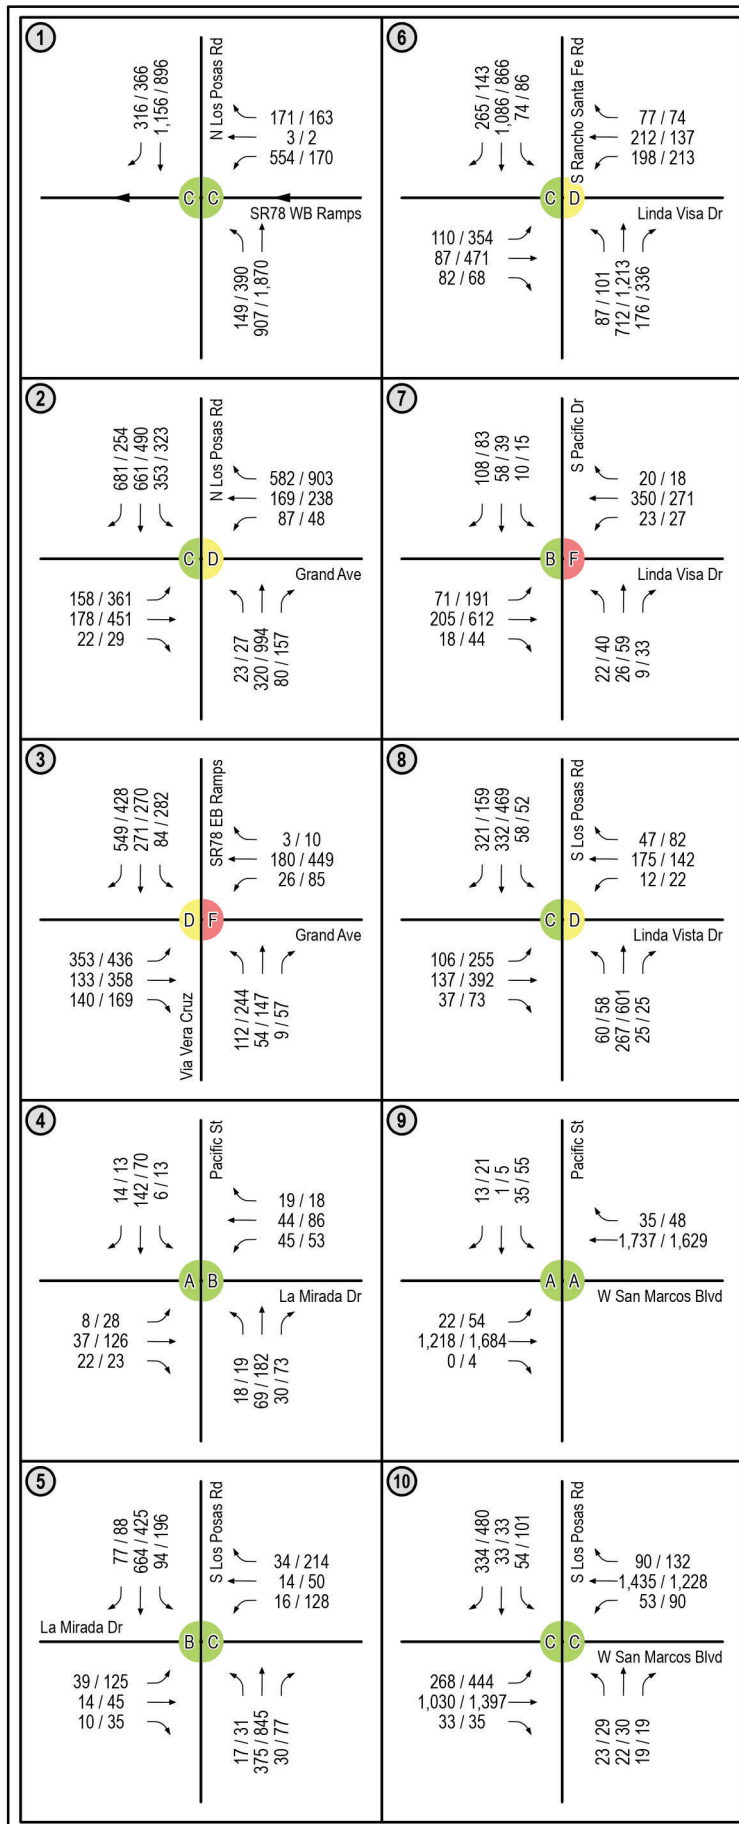 1
316 / 366
1,156 / 896
N Los Posas Rd
171 / 163
3 / 2
554 / 170
C C
SR78 WB Ramps
149 / 390
907 / 1,870
2
681 / 254
661 / 490
353 / 323
N Los Posas Rd
582 / 903
169 / 238
87 / 48
C D
Grand Ave
158 / 361
178 / 451
22 / 29
23 / 27
320 / 994
80 / 157
3
549 / 428
271 / 270
84 / 282
SR78 EB Ramps
3 / 10
180 / 449
26 / 85
D F
Grand Ave
353 / 436
133 / 358
140 / 169
Via Vera Cruz
112 / 244
54 / 147
9 / 57
4
14 / 13
142 / 70
6 / 13
Pacific St
19 / 18
44 / 86
45 / 53
A B
La Mirada Dr
8 / 28
37 / 126
22 / 23
18 / 19
69 / 182
30 / 73
5
77 / 88
664 / 425
94 / 196
S Los Posas Rd
34 / 214
14 / 50
16 / 128
La Mirada Dr
B C
39 / 125
14 / 45
10 / 35
17 / 31
375 / 845
30 / 77
6
265 / 143
1,086 / 866
74 / 86
S Rancho Santa Fe Rd
77 / 74
212 / 137
198 / 213
C D
Linda Visa Dr
110 / 354
87 / 471
82 / 68
87 / 101
712 / 1,213
176 / 336
7
108 / 83
58 / 39
10 / 15
S Pacific Dr
20 / 18
350 / 271
23 / 27
B F
Linda Visa Dr
71 / 191
205 / 612
18 / 44
22 / 40
26 / 59
9 / 33
8
321 / 159
332 / 469
58 / 52
S Los Posas Rd
47 / 82
175 / 142
12 / 22
C D
Linda Vista Dr
106 / 255
137 / 392
37 / 73
60 / 58
267 / 601
25 / 25
9
13 / 21
1 / 5
35 / 55
Pacific St
35 / 48
1,737 / 1,629
A A
W San Marcos Blvd
22 / 54
1,218 / 1,684
0 / 4
10
334 / 480
33 / 33
54 / 101
S Los Posas Rd
90 / 132
1,435 / 1,228
53 / 90
C C
W San Marcos Blvd
268 / 444
1,030 / 1,397
33 / 35
23 / 29
22 / 30
19 / 19